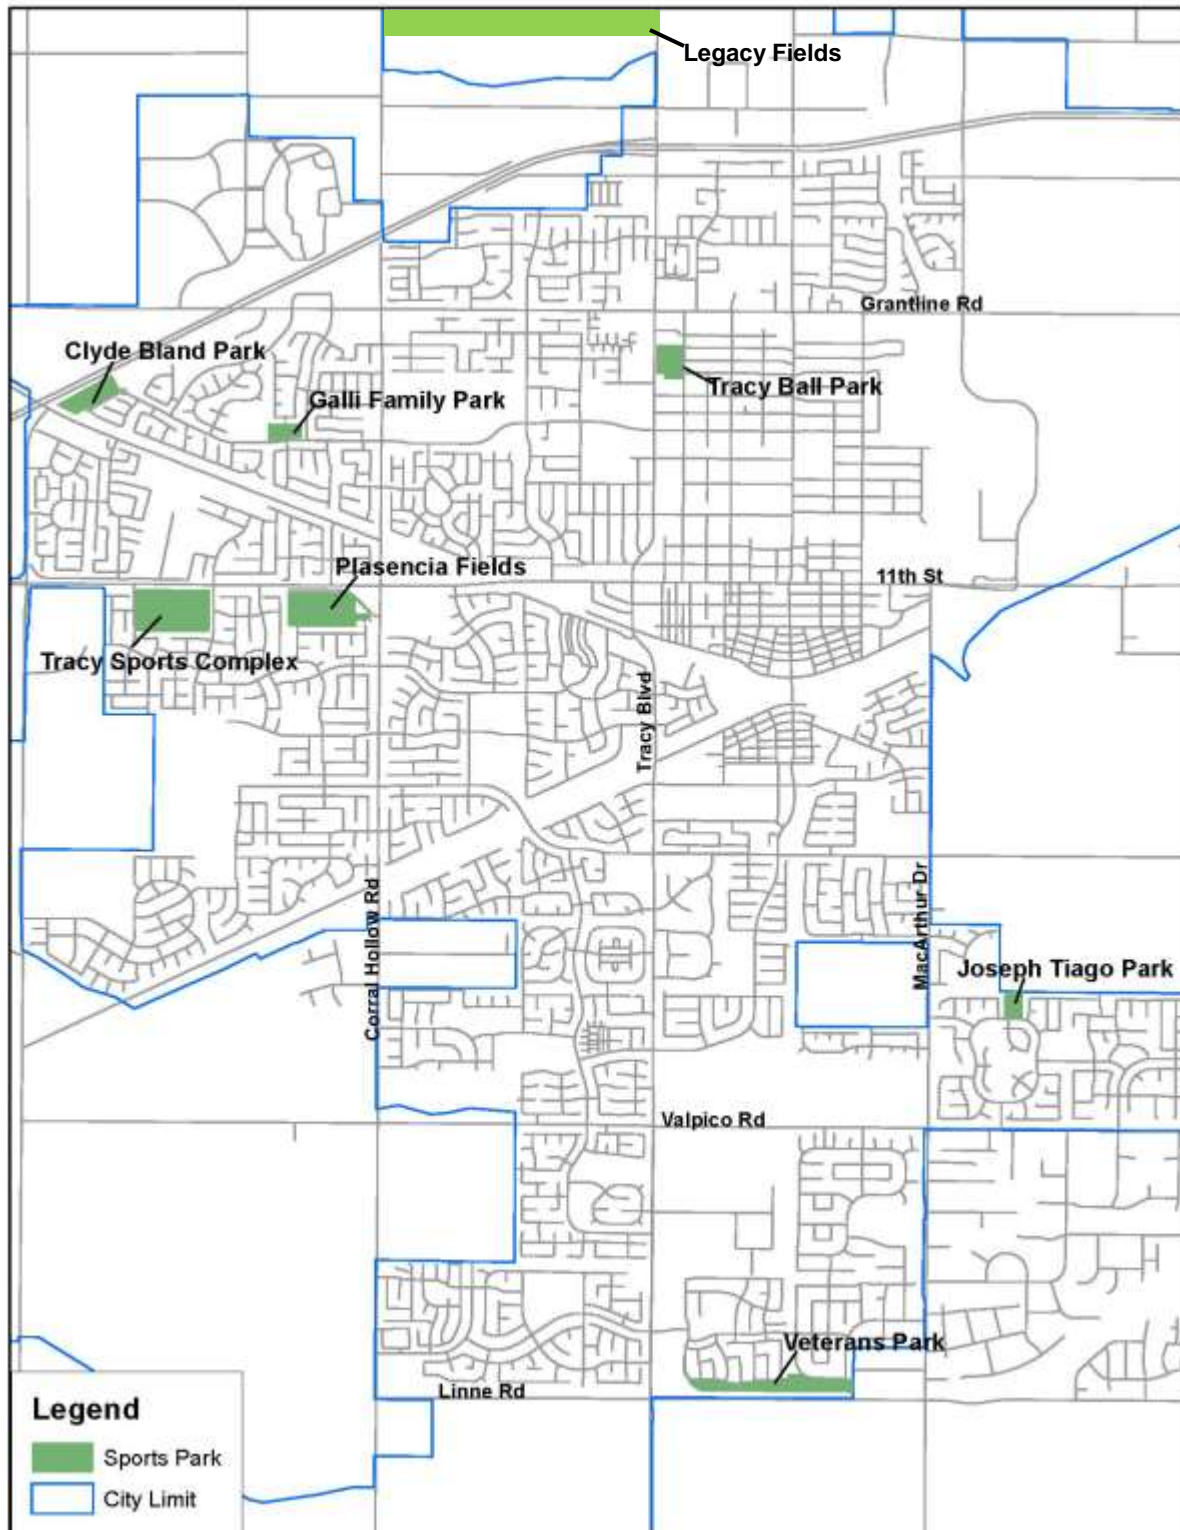 Legacy Fields
Grantline Rd
Clyde Bland Park
Tracy Ball Park
Galli Family Park
Plasencia Fields
11th St
Tracy Sports Complex
Tracy Blvd
Corral Hollow Rd
MacArthur Dr
Joseph Tiago Park
Valpico Rd
Veterans Park
Linne Rd
Legend
Sports Park
City Limit